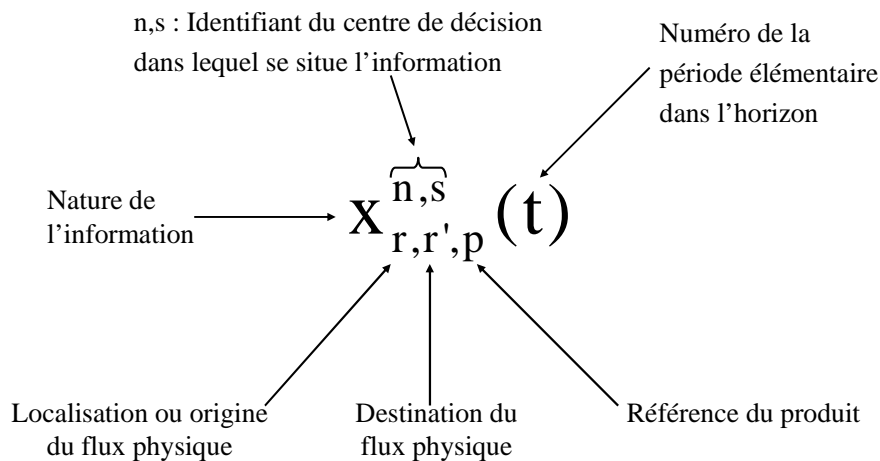 n,s : Identifiant du centre de décision
dans lequel se situe l’information
Numéro de la
période élémentaire
dans l’horizon
Nature de
l’information
x n,s r,r',p (t)
Localisation ou origine
du flux physique
Destination du
flux physique
Référence du produit